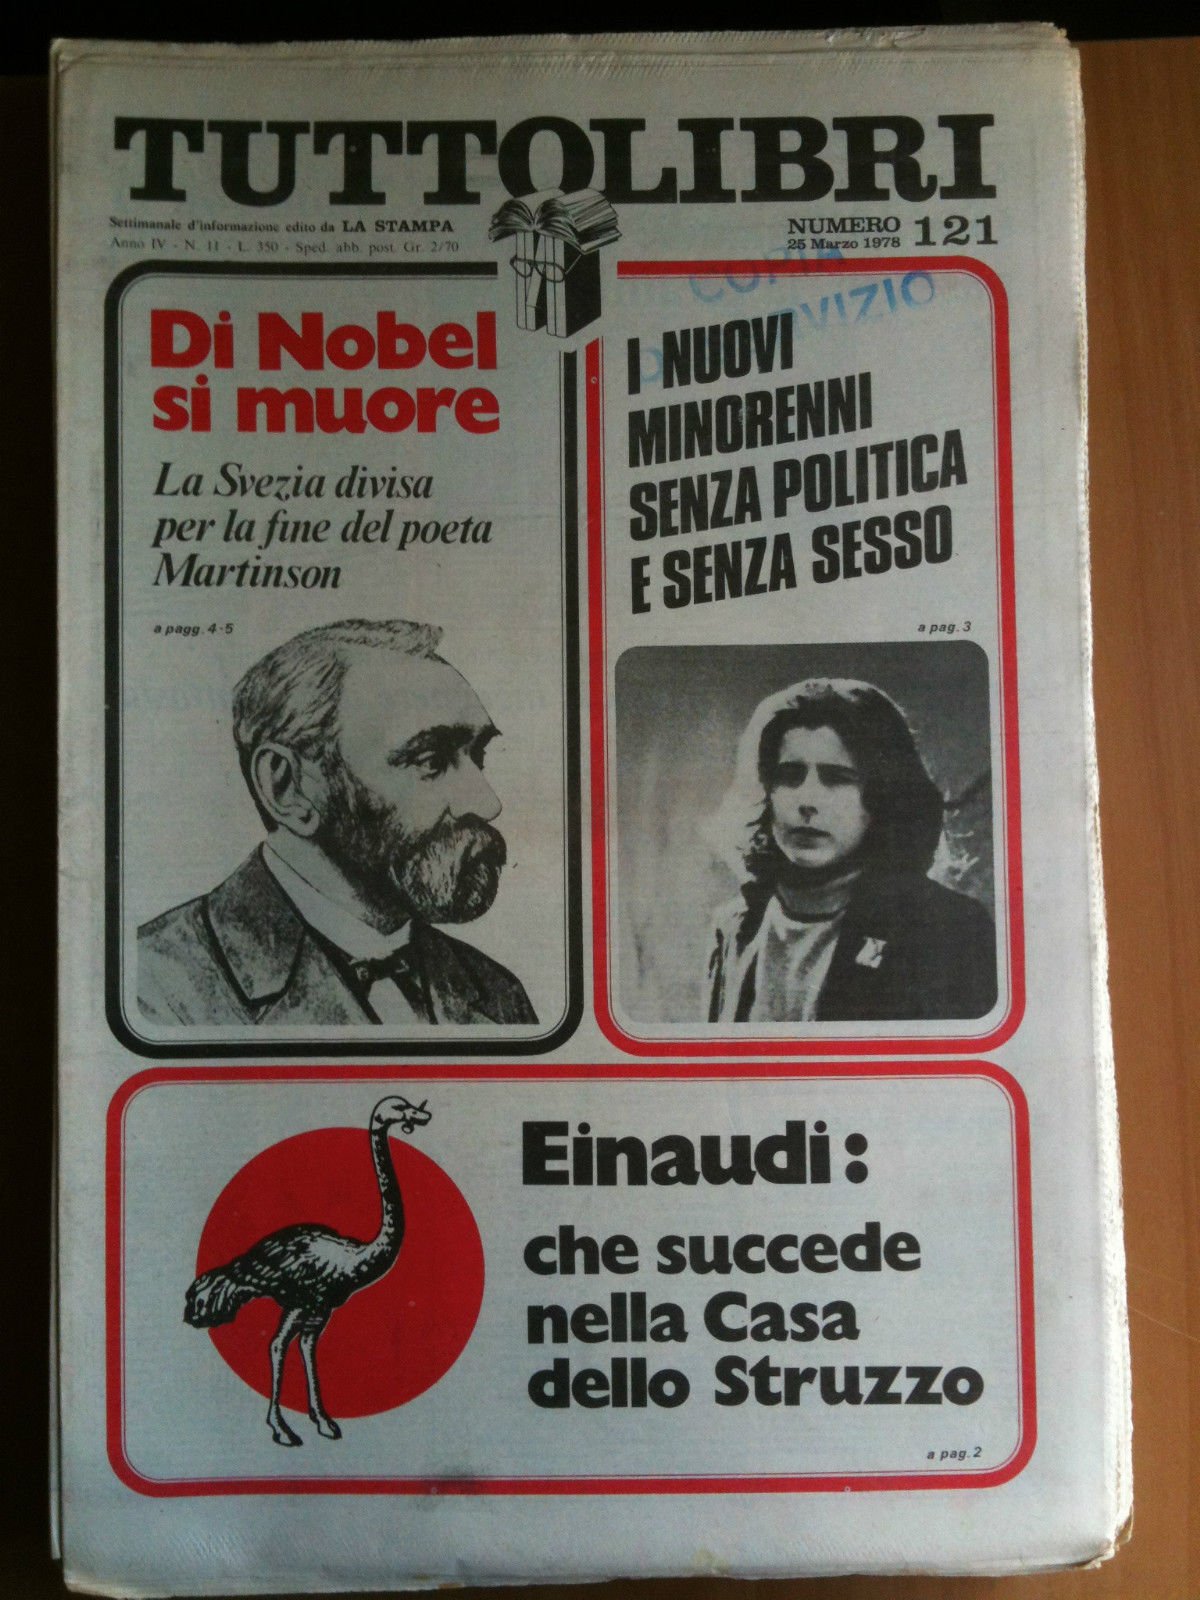 TUTTOLIBRI
Settimanale d'informazione edito da LA STAMPA
Anno IV - N. 11 - L. 350 - Sped. abb. post. Gr. 2/70
NUMERO 121
25 Marzo 1978
COPIA
SERVIZIO
Di Nobel
si muore
La Svezia divisa
per la fine del poeta
Martinson
a pagg. 4-5
I NUOVI
MINORENNI
SENZA POLITICA
E SENZA SESSO
a pag. 3
Einaudi:
che succede
nella Casa
dello Struzzo
a pag. 2